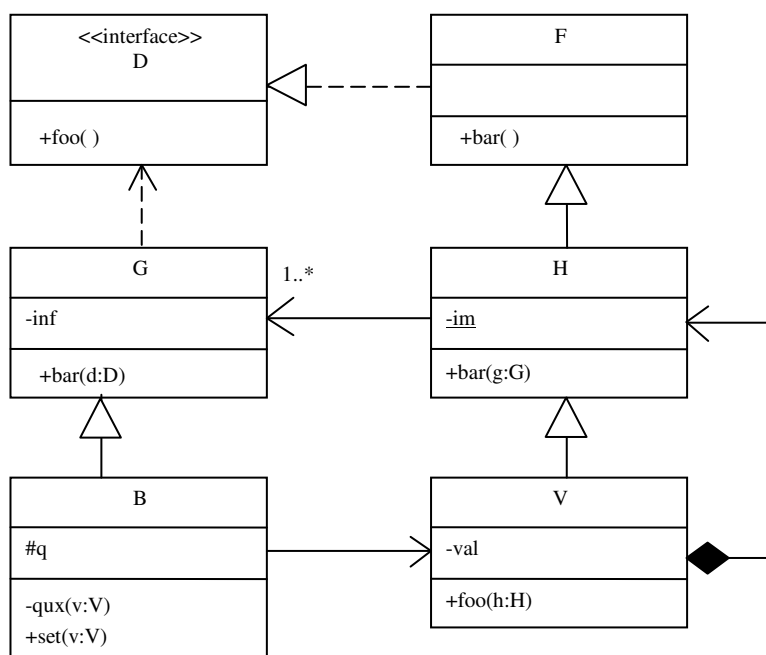 <<interface>>
D
+foo( )
F
+bar( )
G
-inf
+bar(d:D)
1..*
H
-im
+bar(g:G)
B
#q
-qux(v:V)
+set(v:V)
V
-val
+foo(h:H)